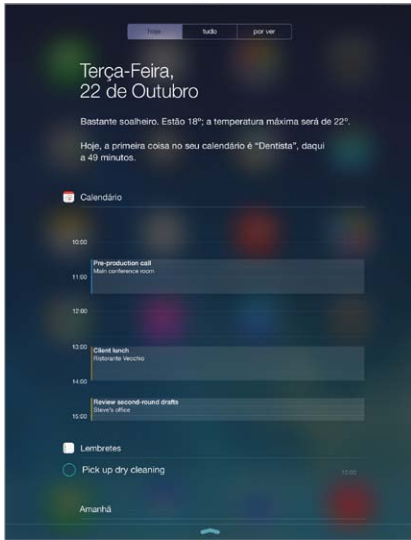 hoje
tudo
por ver
Terça-Feira,
22 de Outubro
Bastante soalheiro. Estão 18º; a temperatura máxima será de 22º.
Hoje, a primeira coisa no seu calendário é “Dentista”, daqui
a 49 minutos.
Calendário
10:00
Pre-production call
Main conference room
11:00
12:00
13:00
Client lunch
Ristorante Vecchio
14:00
Review second-round drafts
Steve's office
15:00
Lembretes
Pick up dry cleaning
Amanhã